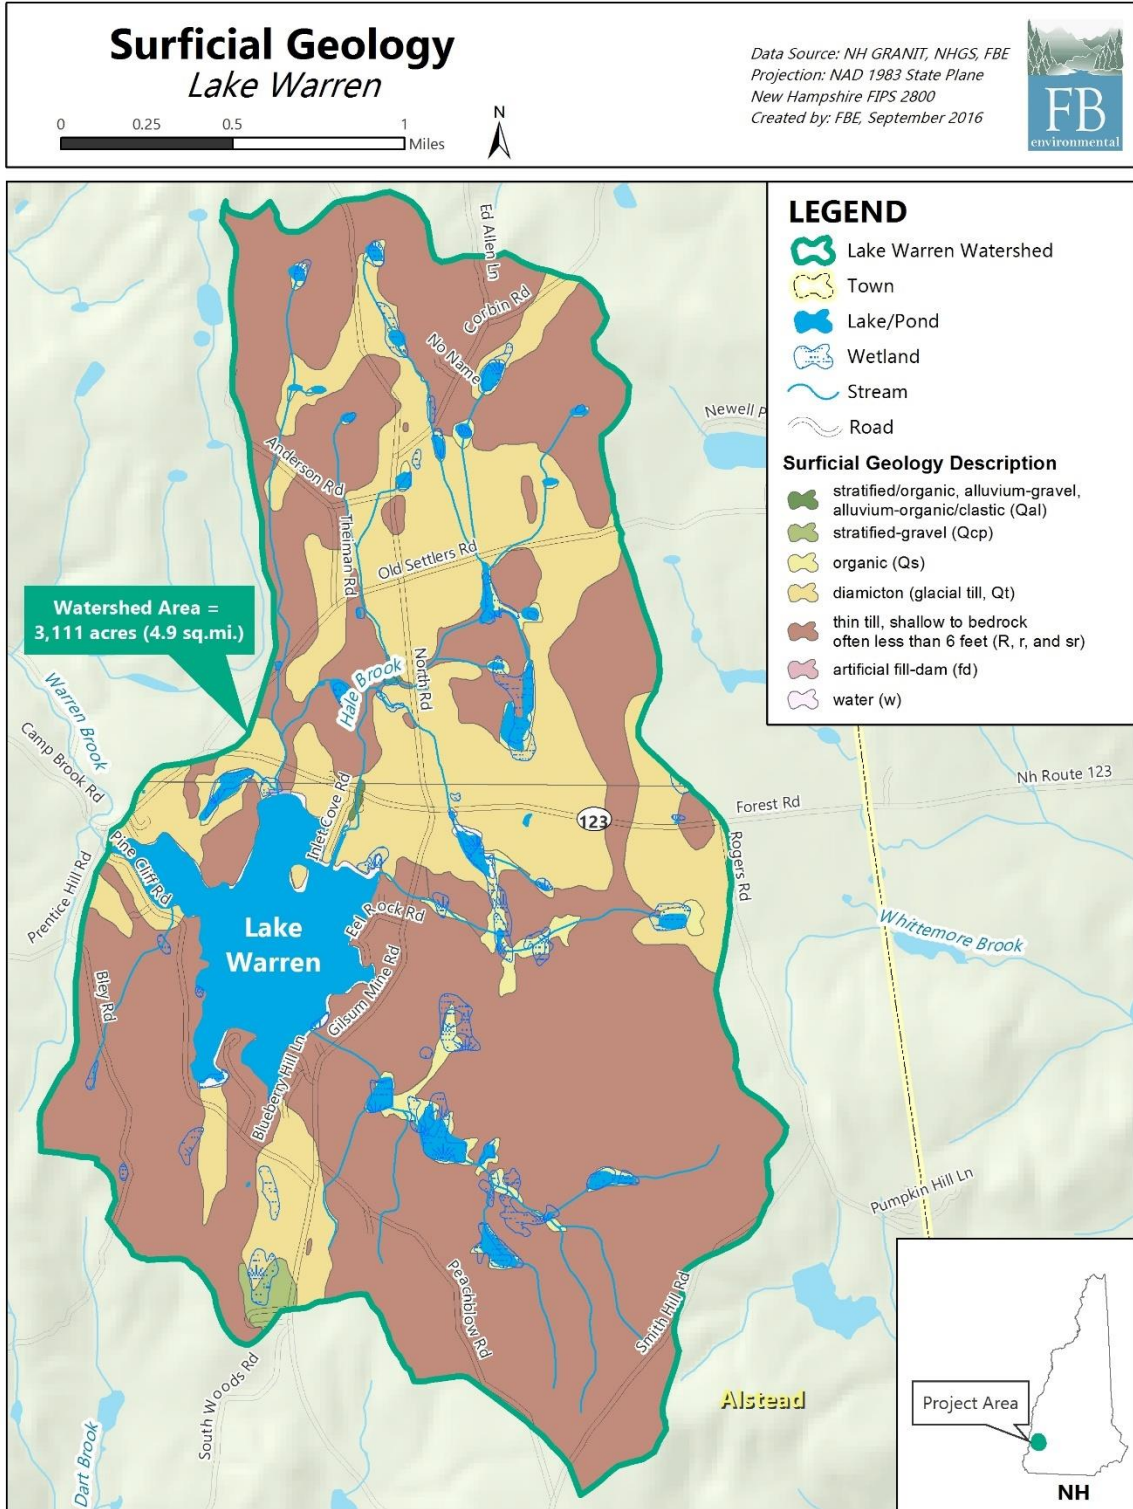 Surficial Geology
Lake Warren
0 0.25 0.5 1
Miles
N
Data Source: NH GRANIT, NHGS, FBE
Projection: NAD 1983 State Plane
New Hampshire FIPS 2800
Created by: FBE, September 2016
FB
environmental
LEGEND
Lake Warren Watershed
Town
Lake/Pond
Wetland
Stream
Road
Surficial Geology Description
stratified/organic, alluvium-gravel,
alluvium-organic/clastic (Qal)
stratified-gravel (Qcp)
organic (Qs)
diamicton (glacial till, Qt)
thin till, shallow to bedrock
often less than 6 feet (R, r, and sr)
artificial fill-dam (fd)
water (w)
Ed Allen Ln
Corbin Rd
No Name
Newell P
Anderson Rd
Theiman Rd
Old Settlers Rd
Watershed Area =
3,111 acres (4.9 sq.mi.)
North Rd
Hale Brook
Warren Brook
Camp Brook Rd
Nh Route 123
Forest Rd
123
Inlet Cove Rd
Pine Cliff Rd
Prentice Hill Rd
Rogers Rd
Lake
Warren
Eel Rock Rd
Whittemore Brook
Gilsum Mine Rd
Bley Rd
Blueberry Hill Ln
Pumpkin Hill Ln
Peachblow Rd
Smith Hill Rd
South Woods Rd
Alstead
Dart Brook
Project Area
NH